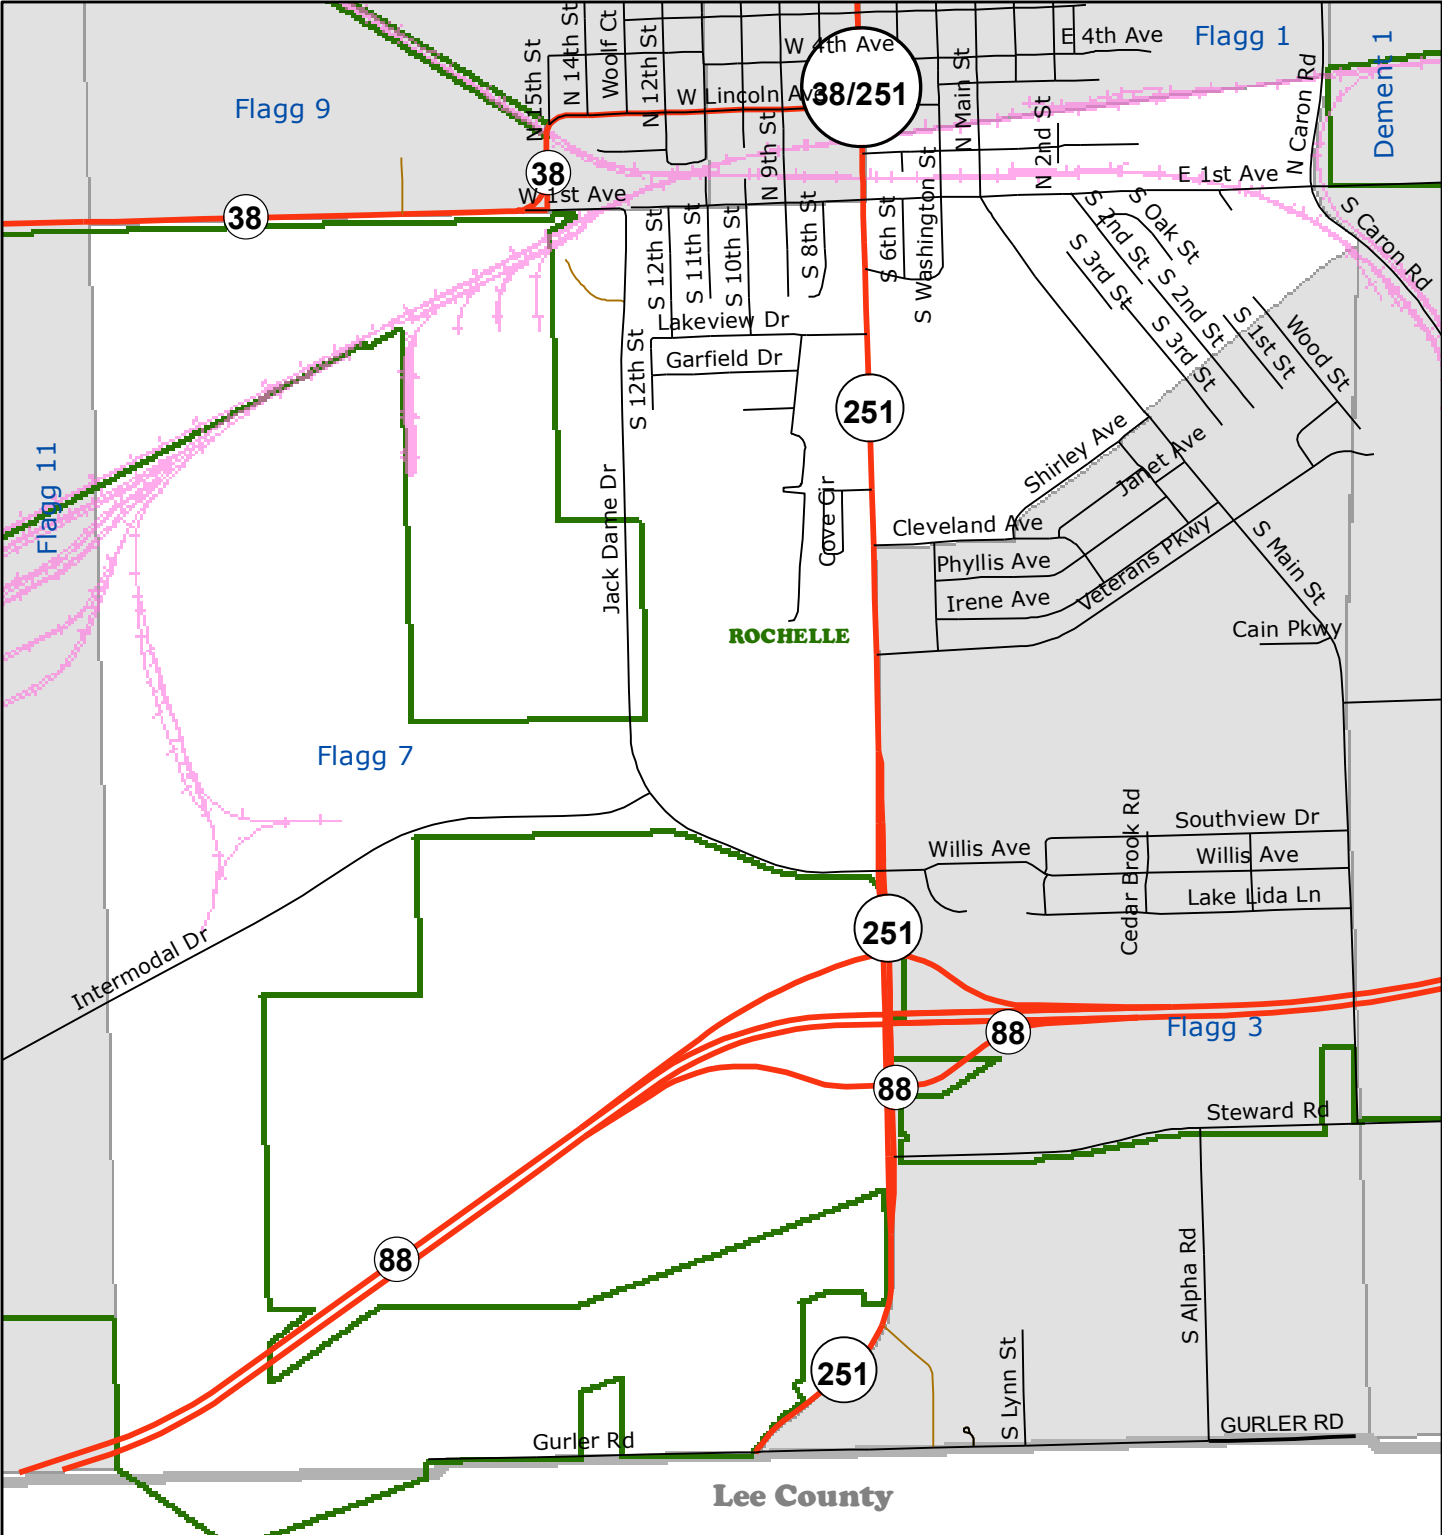 N 15th St
N 14th St
Woolf Ct
N 12th St
W 4th Ave
38/251
N Main St
E 4th Ave
Flagg 1
N Caron Rd
Dement 1
Flagg 9
W Lincoln Ave
N 9th St
N 2nd St
38
W 1st Ave
38
E 1st Ave
S 12th St
S 11th St
S 10th St
S 8th St
S 6th St
S Washington St
S 2nd St
S Oak St
S Caron Rd
S 3rd St
S 2nd St
S 1st St
Wood St
S 3rd St
Lakeview Dr
Garfield Dr
S 12th St
251
Shirley Ave
Janet Ave
Flagg 11
Jack Dame Dr
Cove Cir
Cleveland Ave
Phyllis Ave
Irene Ave
Veterans Pkwy
S Main St
Cain Pkwy
ROCHELLE
Flagg 7
Cedar Brook Rd
Southview Dr
Willis Ave
Willis Ave
Lake Lida Ln
251
Intermodal Dr
88
Flagg 3
88
Steward Rd
88
S Alpha Rd
251
S Lynn St
Gurler Rd
GURLER RD
Lee County